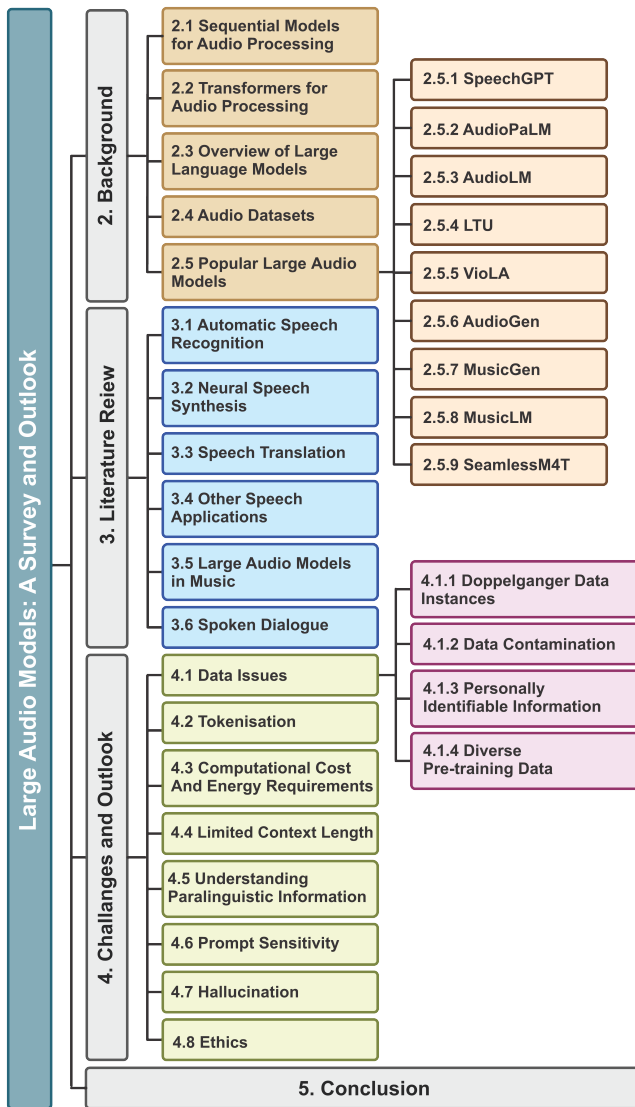 Large Audio Models: A Survey and Outlook
2. Background
2.1 Sequential Models
for Audio Processing
2.2 Transformers for
Audio Processing
2.3 Overview of Large
Language Models
2.4 Audio Datasets
2.5 Popular Large Audio
Models
2.5.1 SpeechGPT
2.5.2 AudioPaLM
2.5.3 AudioLM
2.5.4 LTU
2.5.5 VioLA
2.5.6 AudioGen
2.5.7 MusicGen
2.5.8 MusicLM
2.5.9 SeamlessM4T
3. Literature Reiew
3.1 Automatic Speech
Recognition
3.2 Neural Speech
Synthesis
3.3 Speech Translation
3.4 Other Speech
Applications
3.5 Large Audio Models
in Music
3.6 Spoken Dialogue
4. Challanges and Outlook
4.1 Data Issues
4.1.1 Doppelganger Data
Instances
4.1.2 Data Contamination
4.1.3 Personally
Identifiable Information
4.1.4 Diverse
Pre-training Data
4.2 Tokenisation
4.3 Computational Cost
And Energy Requirements
4.4 Limited Context Length
4.5 Understanding
Paralinguistic Information
4.6 Prompt Sensitivity
4.7 Hallucination
4.8 Ethics
5. Conclusion